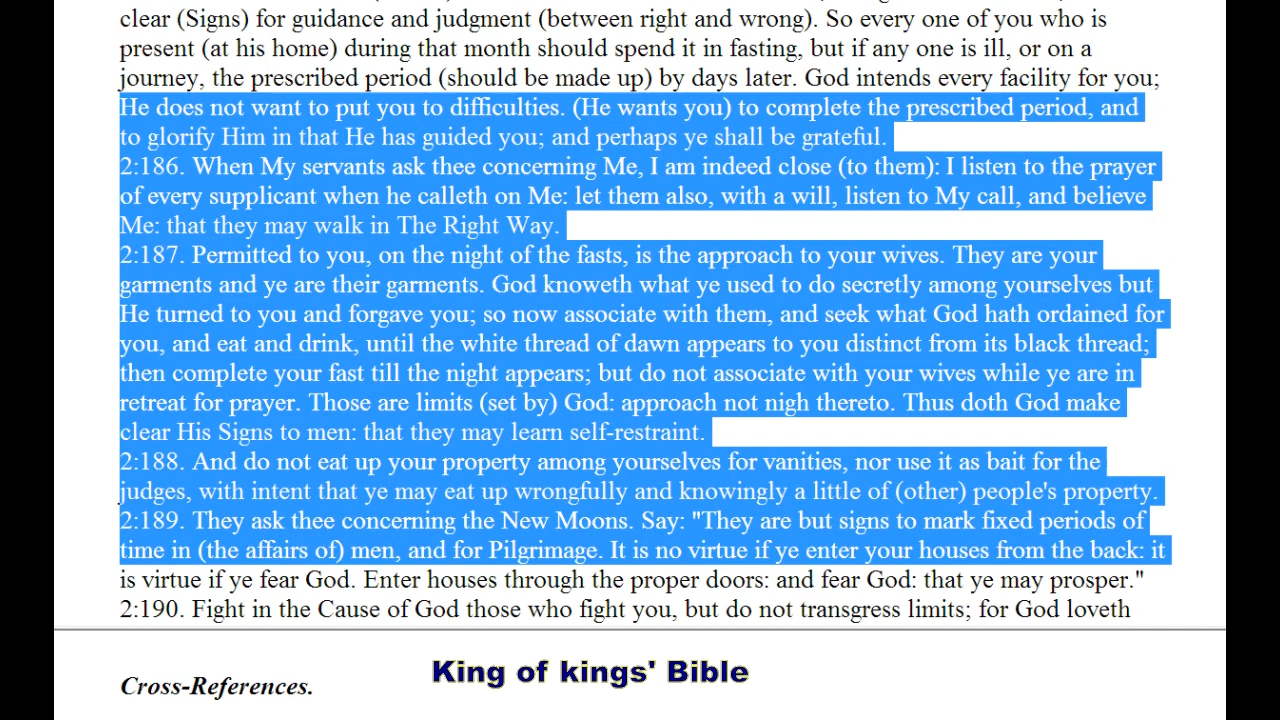 clear (Signs) for guidance and judgment (between right and wrong). So every one of you who is
present (at his home) during that month should spend it in fasting, but if any one is ill, or on a
journey, the prescribed period (should be made up) by days later. God intends every facility for you;
He does not want to put you to difficulties. (He wants you) to complete the prescribed period, and
to glorify Him in that He has guided you; and perhaps ye shall be grateful.
2:186. When My servants ask thee concerning Me, I am indeed close (to them): I listen to the prayer
of every supplicant when he calleth on Me: let them also, with a will, listen to My call, and believe
Me: that they may walk in The Right Way.
2:187. Permitted to you, on the night of the fasts, is the approach to your wives. They are your
garments and ye are their garments. God knoweth what ye used to do secretly among yourselves but
He turned to you and forgave you; so now associate with them, and seek what God hath ordained for
you, and eat and drink, until the white thread of dawn appears to you distinct from its black thread;
then complete your fast till the night appears; but do not associate with your wives while ye are in
retreat for prayer. Those are limits (set by) God: approach not nigh thereto. Thus doth God make
clear His Signs to men: that they may learn self-restraint.
2:188. And do not eat up your property among yourselves for vanities, nor use it as bait for the
judges, with intent that ye may eat up wrongfully and knowingly a little of (other) people's property.
2:189. They ask thee concerning the New Moons. Say: "They are but signs to mark fixed periods of
time in (the affairs of) men, and for Pilgrimage. It is no virtue if ye enter your houses from the back: it
is virtue if ye fear God. Enter houses through the proper doors: and fear God: that ye may prosper."
2:190. Fight in the Cause of God those who fight you, but do not transgress limits; for God loveth
King of kings' Bible
Cross-References.